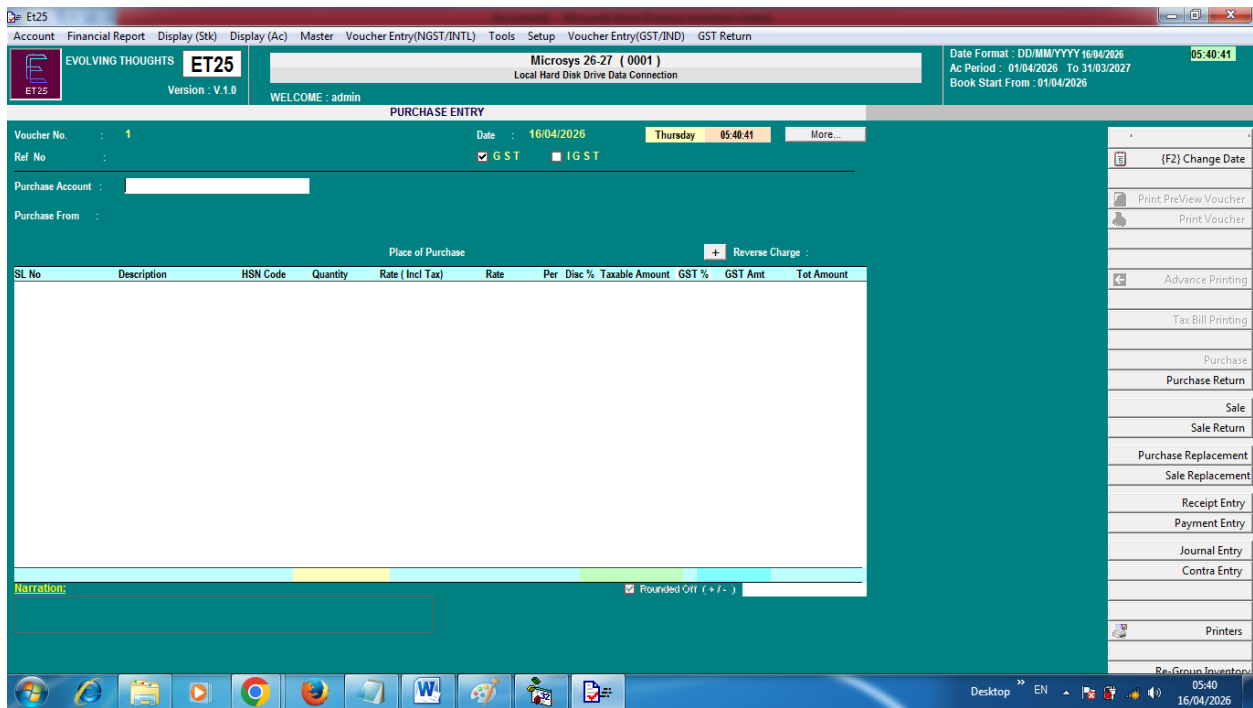 Et25
Account Financial Report Display (Stk) Display (Ac) Master Voucher Entry(NGST/INTL) Tools Setup Voucher Entry(GST/IND) GST Return
EVOLVING THOUGHTS ET25
ET25
Version : V.1.0
Microsys 26-27 ( 0001 )
Local Hard Disk Drive Data Connection
WELCOME : admin
Date Format : DD/MM/YYYY 16/04/2026 05:40:41
Ac Period : 01/04/2026 To 31/03/2027
Book Start From : 01/04/2026
PURCHASE ENTRY
Voucher No. : 1 Date : 16/04/2026 Thursday 05:40:41 More...
Ref No : G S T I G S T
Purchase Account :
Purchase From :
Place of Purchase + Reverse Charge :
SL No Description HSN Code Quantity Rate ( Incl Tax) Rate Per Disc % Taxable Amount GST % GST Amt Tot Amount
Narration: Rounded Off ( + / - )
{F2} Change Date
Print PreView Voucher
Print Voucher
Advance Printing
Tax Bill Printing
Purchase
Purchase Return
Sale
Sale Return
Purchase Replacement
Sale Replacement
Receipt Entry
Payment Entry
Journal Entry
Contra Entry
Printers
Re-Group Inventory
Desktop » EN 05:40
16/04/2026